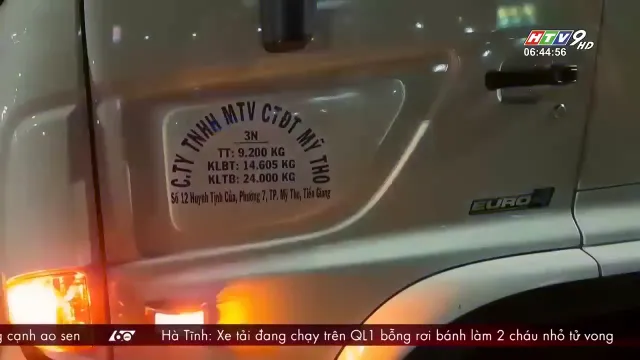 HTV9 HD
06:44:56
C.TY TNHH MTV CTĐT MỸ THO
3N
TT: 9.200 KG
KLBT: 14.605 KG
KLTB: 24.000 KG
Số 12 Huỳnh Tịnh Của, Phường 7, TP. Mỹ Tho, Tiền Giang
EURO
g cạnh ao sen
60
Hà Tĩnh: Xe tải đang chạy trên QL1 bỗng rơi bánh làm 2 cháu nhỏ tử vong